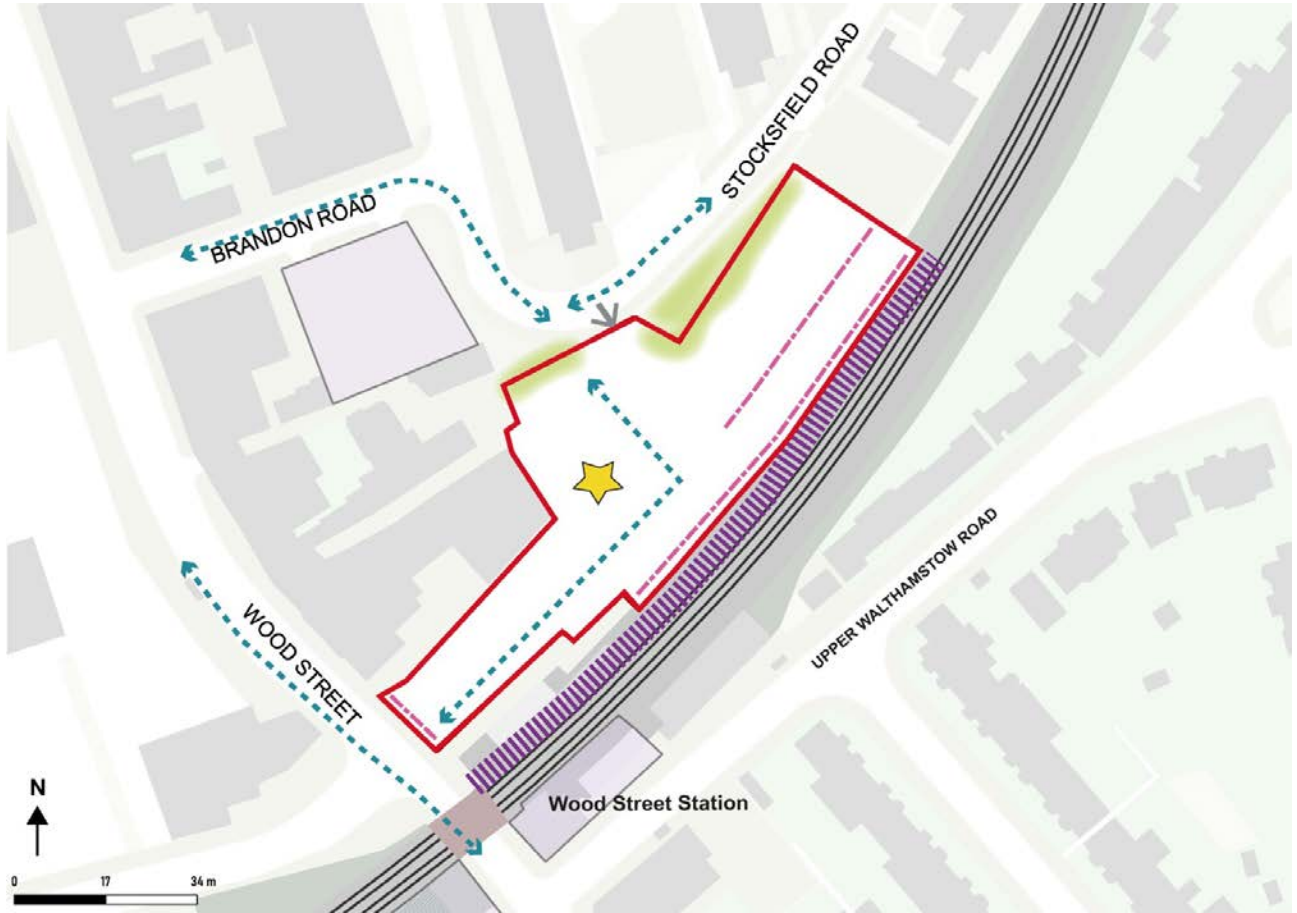 STOCKSFIELD ROAD
BRANDON ROAD
WOOD STREET
UPPER WALTHAMSTOW ROAD
Wood Street Station
N
0 17 34 m